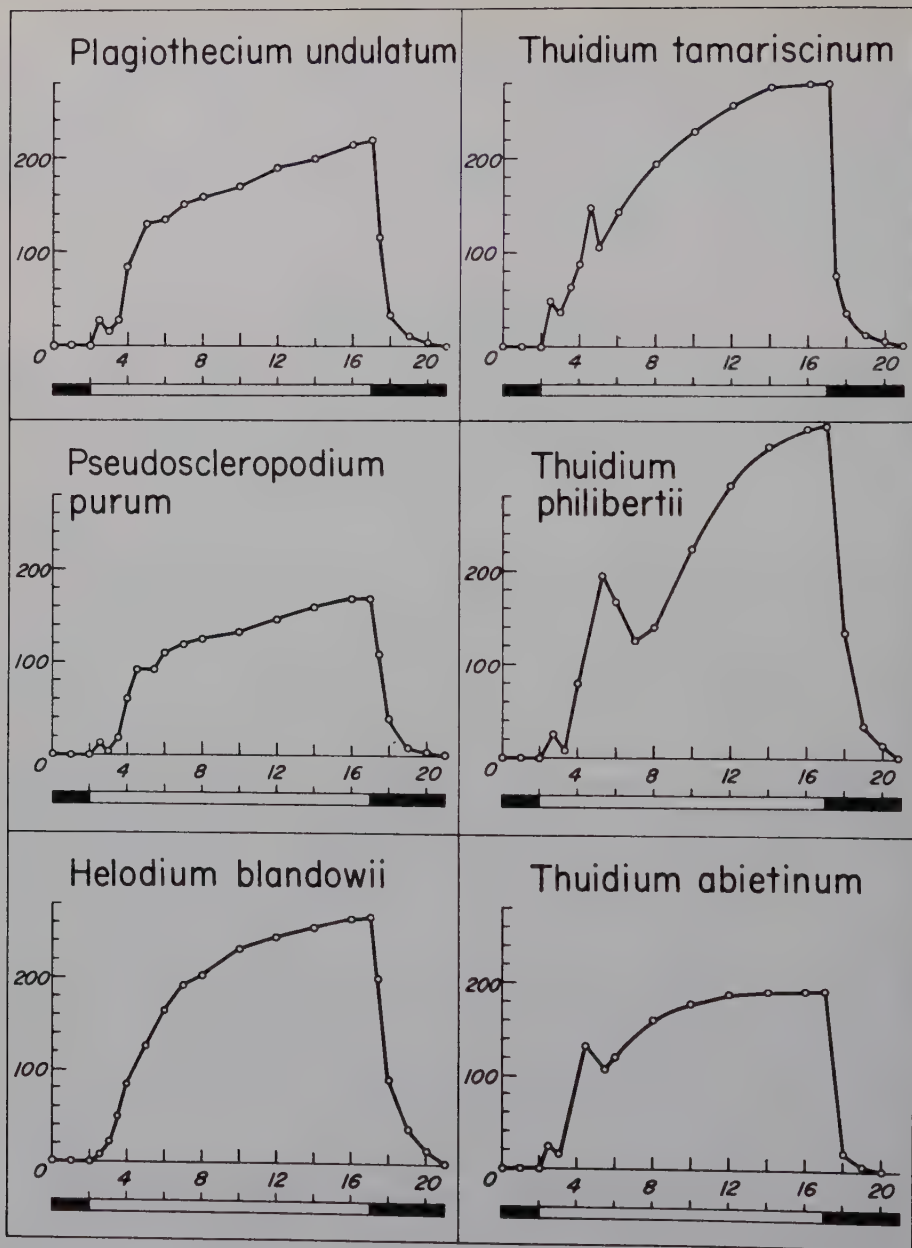 Plagiothecium undulatum
200
100
0
4 8 12 16 20
Thuidium tamariscinum
200
100
0
4 8 12 16 20
Pseudoscleropodium
purum
200
100
0
4 8 12 16 20
Thuidium
philibertii
200
100
0
4 8 12 16 20
Helodium blandowii
200
100
0
4 8 12 16 20
Thuidium abietinum
200
100
0
4 8 12 16 20